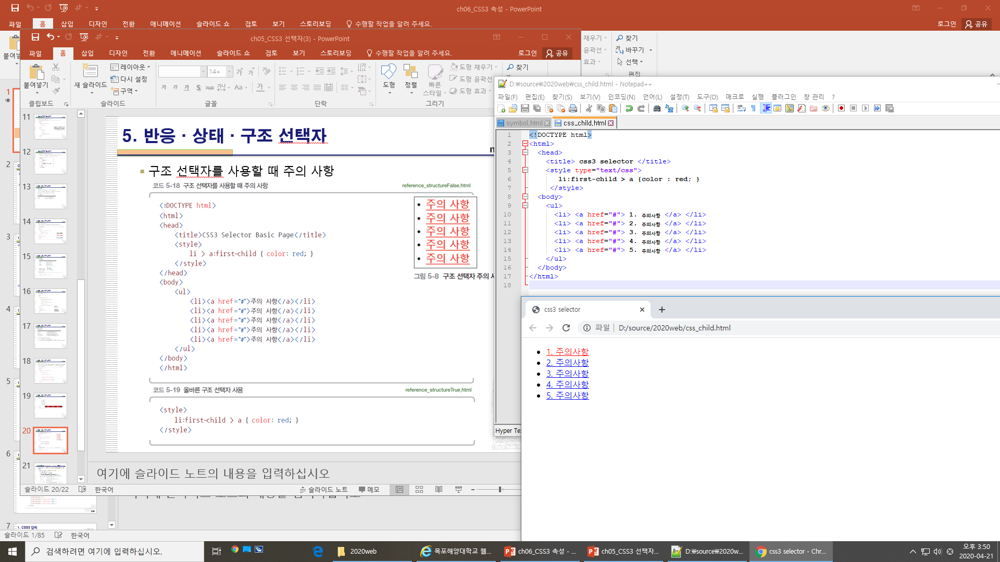 ch06_CSS3 속성 - PowerPoint
파일 홈 삽입 디자인 전환 애니메이션 슬라이드 쇼 검토 보기 스토리보딩 수행할 작업을 알려 주세요. 로그인 공유
ch05_CSS3 선택자(3) - PowerPoint
파일 홈 삽입 디자인 전환 애니메이션 슬라이드 쇼 검토 보기 스토리보딩 수행할 작업을 알려 주세요. 로그인 공유
채우기 찾기
윤곽선 바꾸기
효과 선택
편집
붙여넣기
새 슬라이드
레이아웃
다시 설정
구역
14+
도형
정렬
빠른
스타일
도형 채우기
도형 윤곽선
도형 효과
찾기
클립보드 슬라이드 글꼴 단락 그리기
1
2
3
4
5
6
7
11
12
13
14
15
16
17
18
19
20
21
5. 반응 · 상태 · 구조 선택자
구조 선택자를 사용할 때 주의 사항
코드 5-18 구조 선택자를 사용할 때 주의 사항 reference_structureFalse.html
<!DOCTYPE html>
<html>
<head>
<title>CSS3 Selector Basic Page</title>
<style>
li > a:first-child { color: red; }
</style>
</head>
<body>
<ul>
<li><a href="#">주의 사항</a></li>
<li><a href="#">주의 사항</a></li>
<li><a href="#">주의 사항</a></li>
<li><a href="#">주의 사항</a></li>
<li><a href="#">주의 사항</a></li>
</ul>
</body>
</html>
• 주의 사항
• 주의 사항
• 주의 사항
• 주의 사항
• 주의 사항
그림 5-8 구조 선택자 주의
코드 5-19 올바른 구조 선택자 사용 reference_structureTrue.html
<style>
li:first-child > a { color: red; }
</style>
여기에 슬라이드 노트의 내용을 입력하십시오
슬라이드 20/22 한국어 슬라이드 노트 메모
1. CSS3 단위
슬라이드 1/85 한국어
D:₩source₩2020web₩css_child.html - Notepad++
파일(F) 편집(E) 찾기(S) 보기(V) 인코딩(N) 언어(L) 설정(T) 도구(O) 매크로 실행 플러그인 창 관리 ?
symbol.html css_child.html
1 <!DOCTYPE html>
2 <html>
3 <head>
4 <title> css3 selector </title>
5 <style type="text/css">
6 li:first-child > a {color : red; }
7 </style>
8 <body>
9 <ul>
10 <li> <a href="#"> 1. 주의사항 </a> </li>
11 <li> <a href="#"> 2. 주의사항 </a> </li>
12 <li> <a href="#"> 3. 주의사항 </a> </li>
13 <li> <a href="#"> 4. 주의사항 </a> </li>
14 <li> <a href="#"> 5. 주의사항 </a> </li>
15 </ul>
16 </body>
17 </html>
18
Hyper Te
css3 selector
파일 D:/source/2020web/css_child.html
• 1. 주의사항
• 2. 주의사항
• 3. 주의사항
• 4. 주의사항
• 5. 주의사항
검색하려면 여기에 입력하십시오.
2020web
목포해양대학교 웹...
ch06_CSS3 속성 - ...
ch05_CSS3 선택자...
D:₩source₩2020w...
css3 selector - Chr...
오후 3:50
2020-04-21